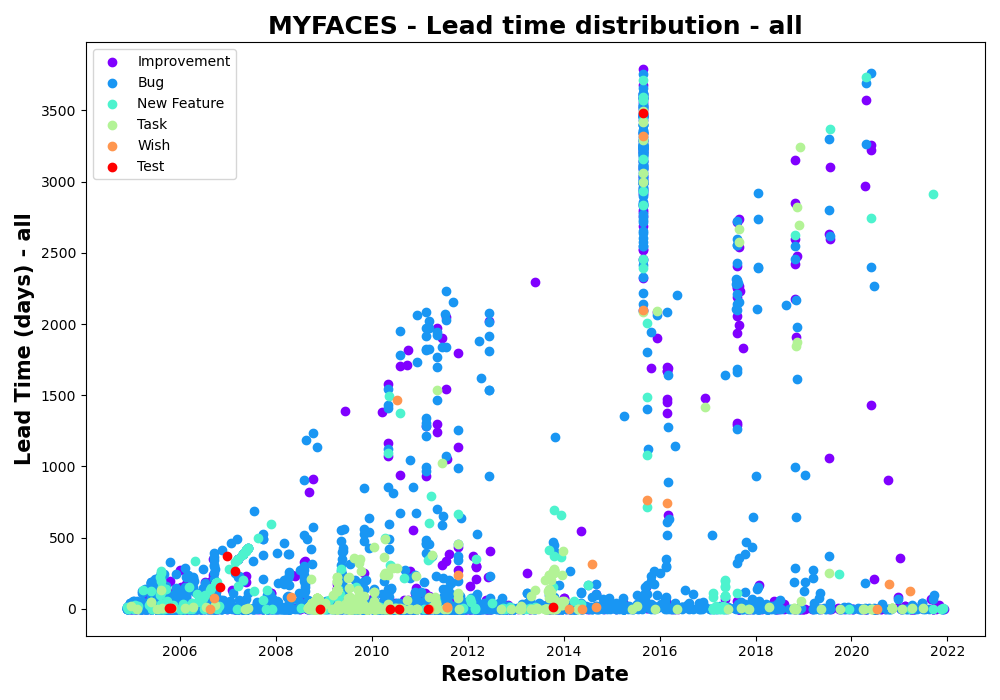 MYFACES - Lead time distribution - all
Improvement
Bug
New Feature
Task
Wish
Test
Lead Time (days) - all
3500
3000
2500
2000
1500
1000
500
0
2006 2008 2010 2012 2014 2016 2018 2020 2022
Resolution Date